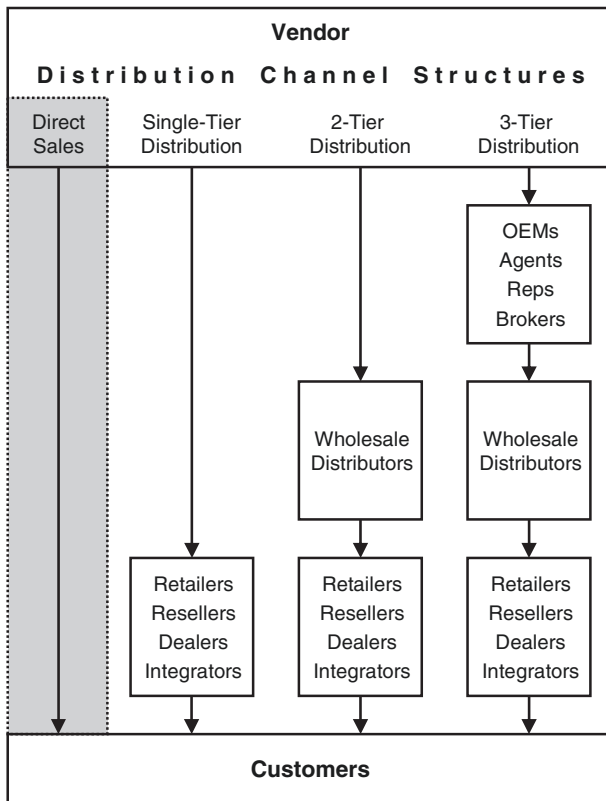 Vendor
Distribution Channel Structures
Direct
Sales
Single-Tier
Distribution
2-Tier
Distribution
3-Tier
Distribution
OEMs
Agents
Reps
Brokers
Wholesale
Distributors
Wholesale
Distributors
Retailers
Resellers
Dealers
Integrators
Retailers
Resellers
Dealers
Integrators
Retailers
Resellers
Dealers
Integrators
Customers